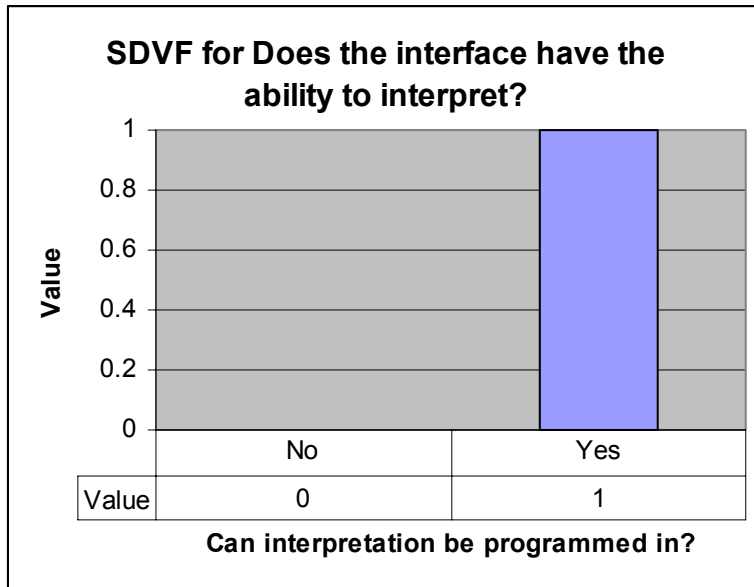 SDVF for Does the interface have the
ability to interpret?
1
0.8
0.6
0.4
0.2
0
Value
No Yes
Value 0 1
Can interpretation be programmed in?